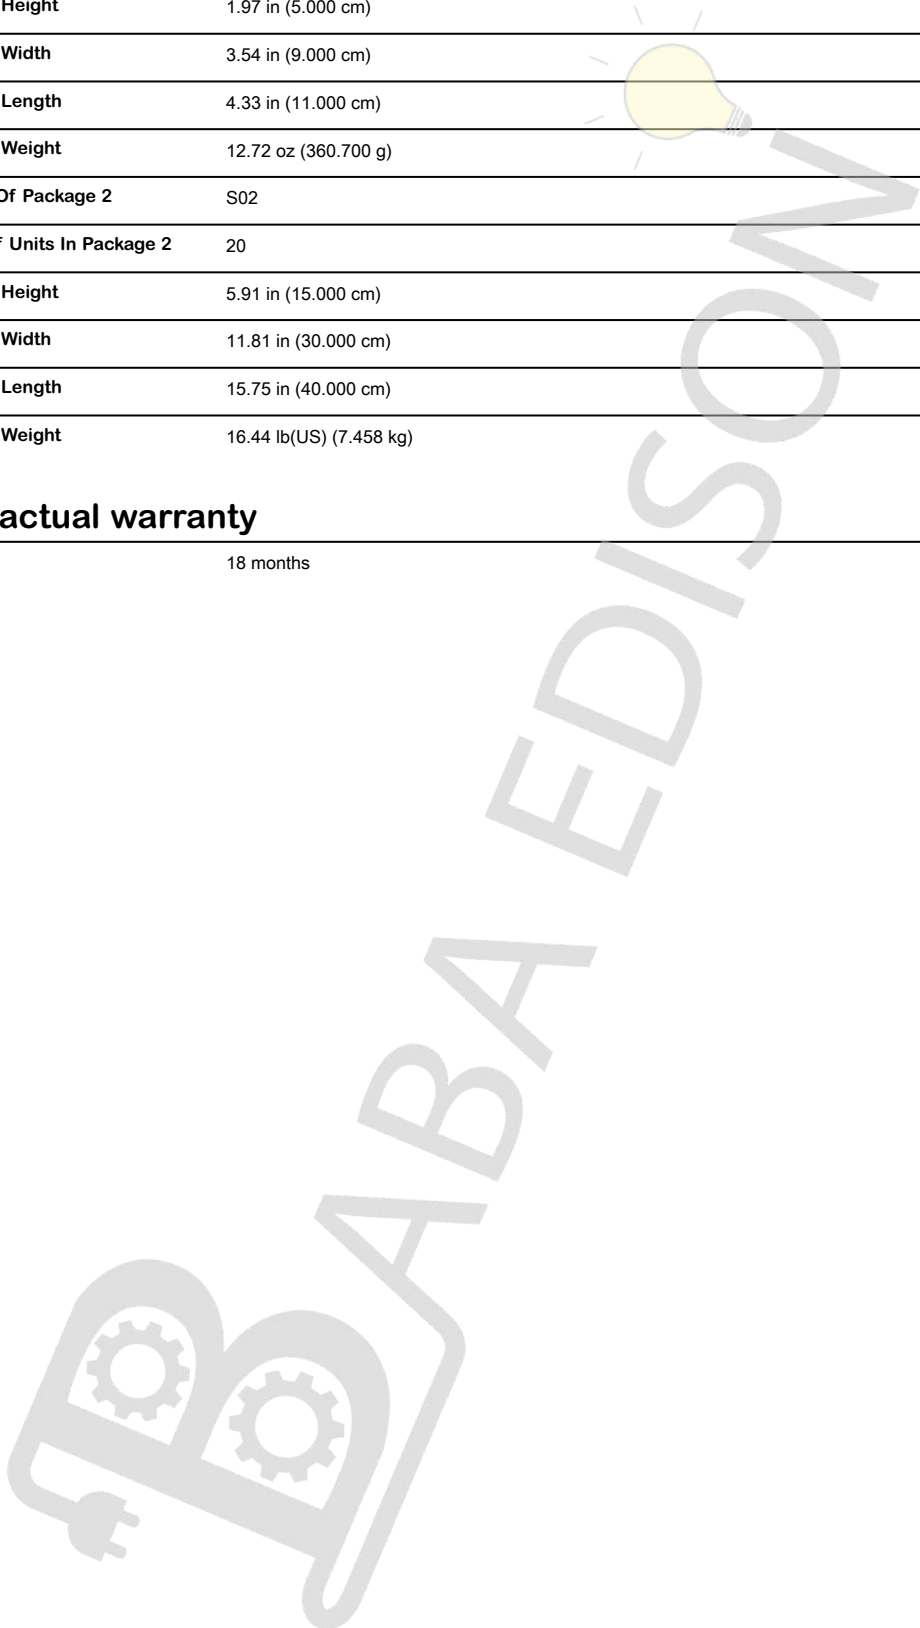 Height 1.97 in (5.000 cm)
Width 3.54 in (9.000 cm)
Length 4.33 in (11.000 cm)
Weight 12.72 oz (360.700 g)
Of Package 2 S02
f Units In Package 2 20
Height 5.91 in (15.000 cm)
Width 11.81 in (30.000 cm)
Length 15.75 in (40.000 cm)
Weight 16.44 lb(US) (7.458 kg)
actual warranty
18 months
BABA EDISON